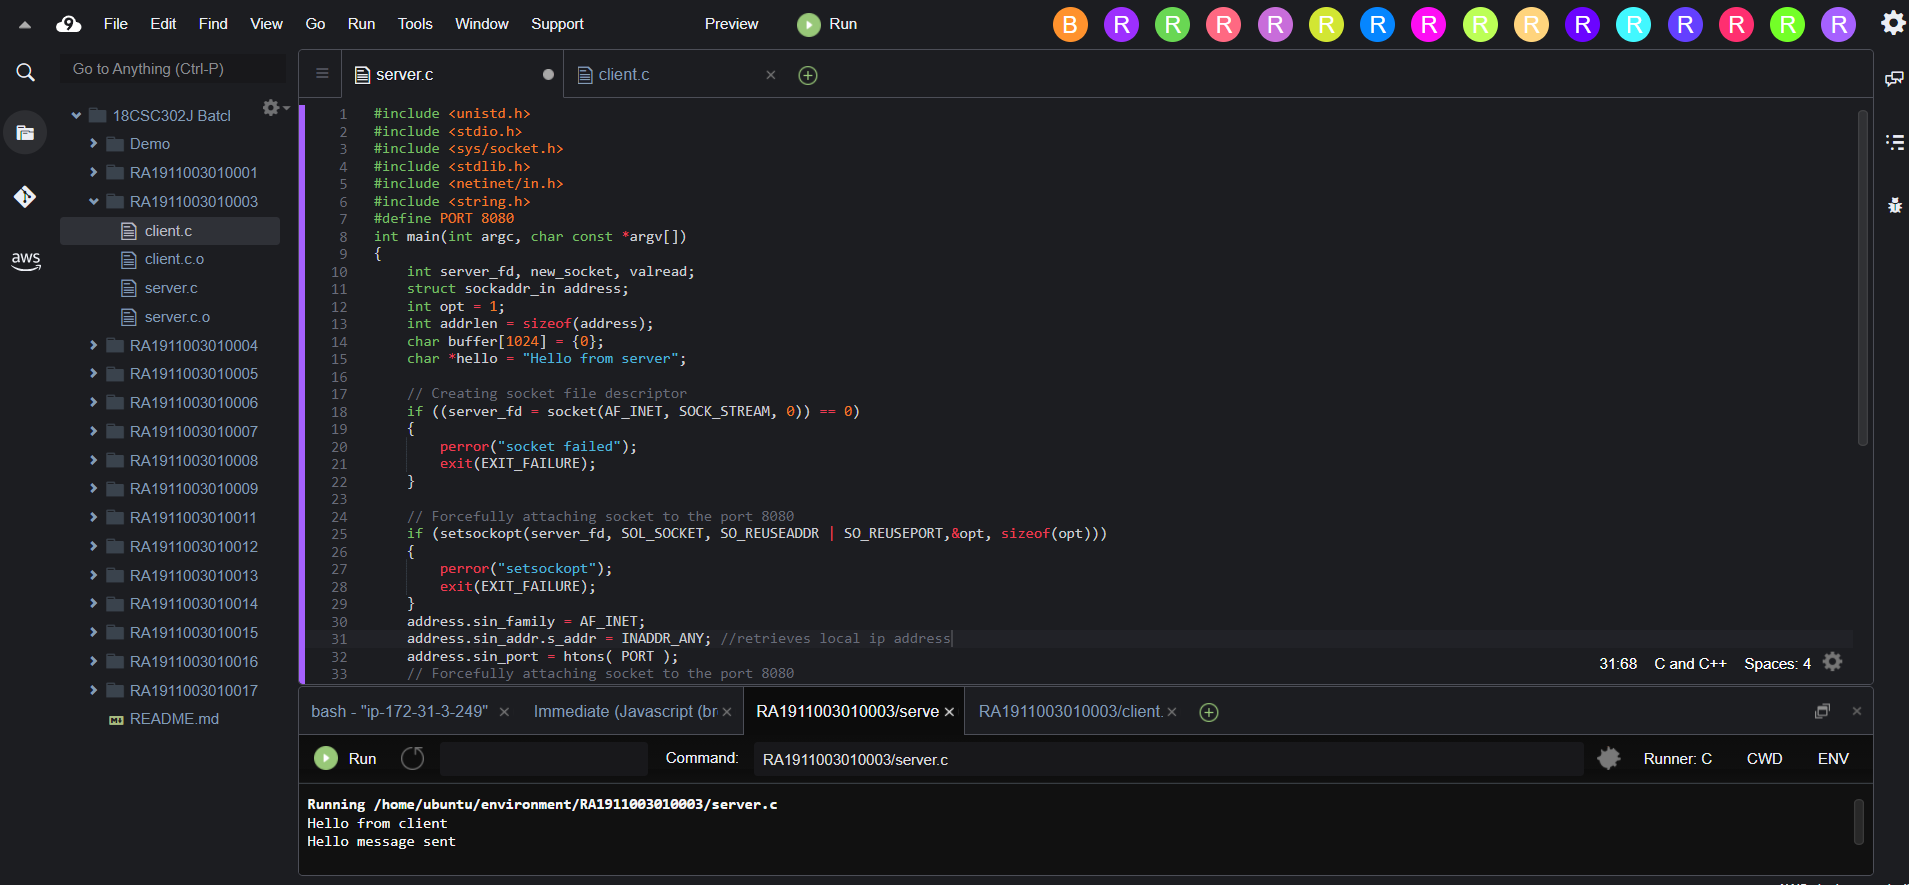 File Edit Find View Go Run Tools Window Support Preview Run
B R R R R R R R R R R R R R R R
Go to Anything (Ctrl-P)
aws
18CSC302J Batcl
Demo
RA1911003010001
RA1911003010003
client.c
client.c.o
server.c
server.c.o
RA1911003010004
RA1911003010005
RA1911003010006
RA1911003010007
RA1911003010008
RA1911003010009
RA1911003010011
RA1911003010012
RA1911003010013
RA1911003010014
RA1911003010015
RA1911003010016
RA1911003010017
README.md
server.c client.c
1 #include <unistd.h>
2 #include <stdio.h>
3 #include <sys/socket.h>
4 #include <stdlib.h>
5 #include <netinet/in.h>
6 #include <string.h>
7 #define PORT 8080
8 int main(int argc, char const *argv[])
9 {
10 int server_fd, new_socket, valread;
11 struct sockaddr_in address;
12 int opt = 1;
13 int addrlen = sizeof(address);
14 char buffer[1024] = {0};
15 char *hello = "Hello from server";
16
17 // Creating socket file descriptor
18 if ((server_fd = socket(AF_INET, SOCK_STREAM, 0)) == 0)
19 {
20 perror("socket failed");
21 exit(EXIT_FAILURE);
22 }
23
24 // Forcefully attaching socket to the port 8080
25 if (setsockopt(server_fd, SOL_SOCKET, SO_REUSEADDR | SO_REUSEPORT,&opt, sizeof(opt)))
26 {
27 perror("setsockopt");
28 exit(EXIT_FAILURE);
29 }
30 address.sin_family = AF_INET;
31 address.sin_addr.s_addr = INADDR_ANY; //retrieves local ip address
32 address.sin_port = htons( PORT );
33 // Forcefully attaching socket to the port 8080
31:68 C and C++ Spaces: 4
bash - "ip-172-31-3-249" Immediate (Javascript (br RA1911003010003/serve RA1911003010003/client.
Run Command: RA1911003010003/server.c Runner: C CWD ENV
Running /home/ubuntu/environment/RA1911003010003/server.c
Hello from client
Hello message sent